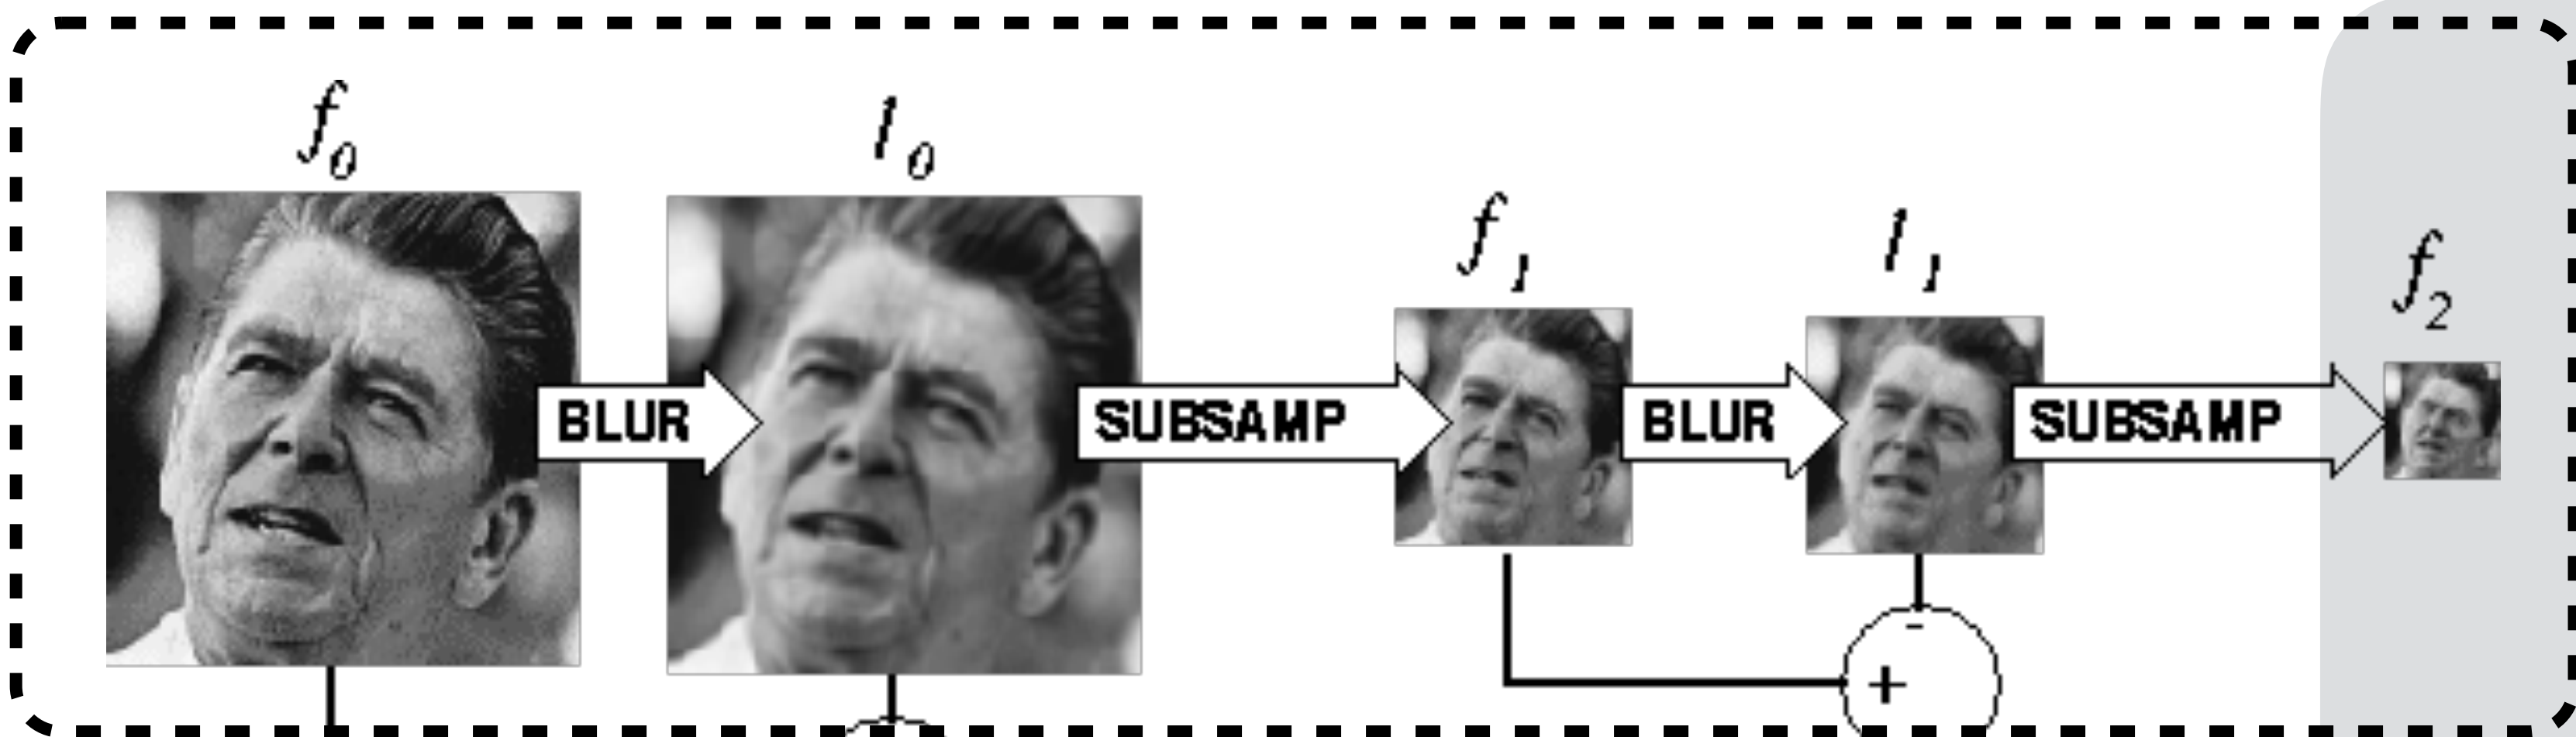 f0 l0
f1 l1
f2
BLUR SUBSAMP BLUR SUBSAMP
-
+